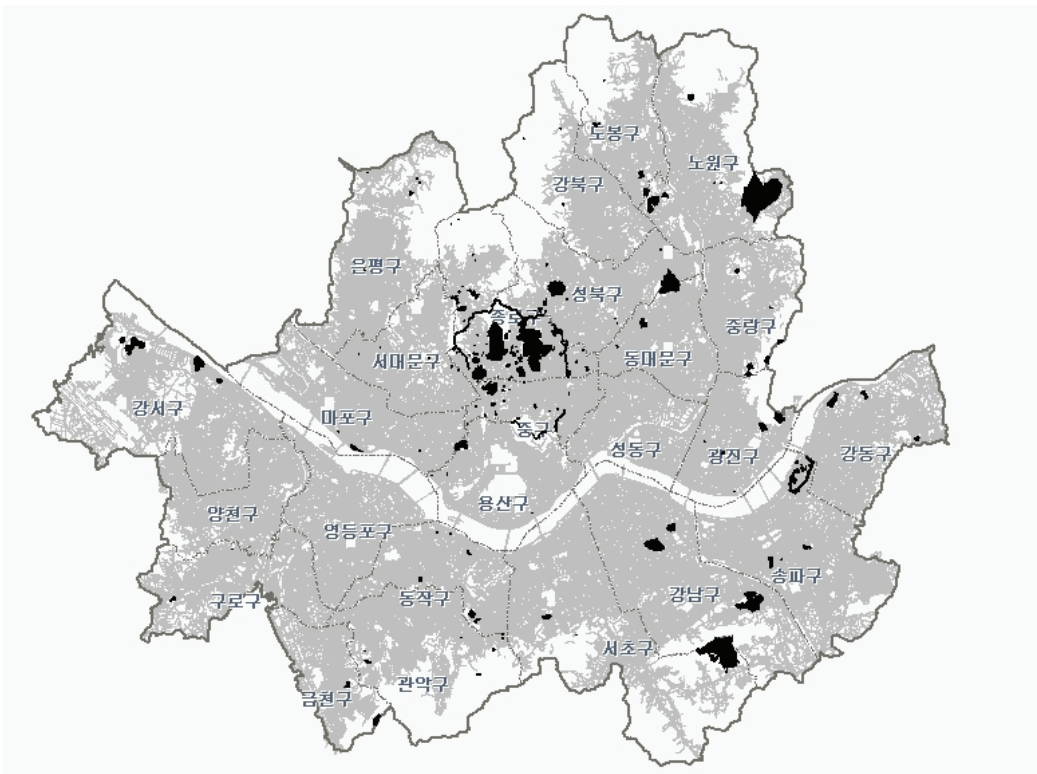 도봉구
노원구
강북구
은평구
성북구
종로구
중랑구
서대문구
동대문구
강서구
마포구
중구
성동구
광진구
강동구
양천구
용산구
영등포구
송파구
구로구
동작구
강남구
서초구
관악구
금천구